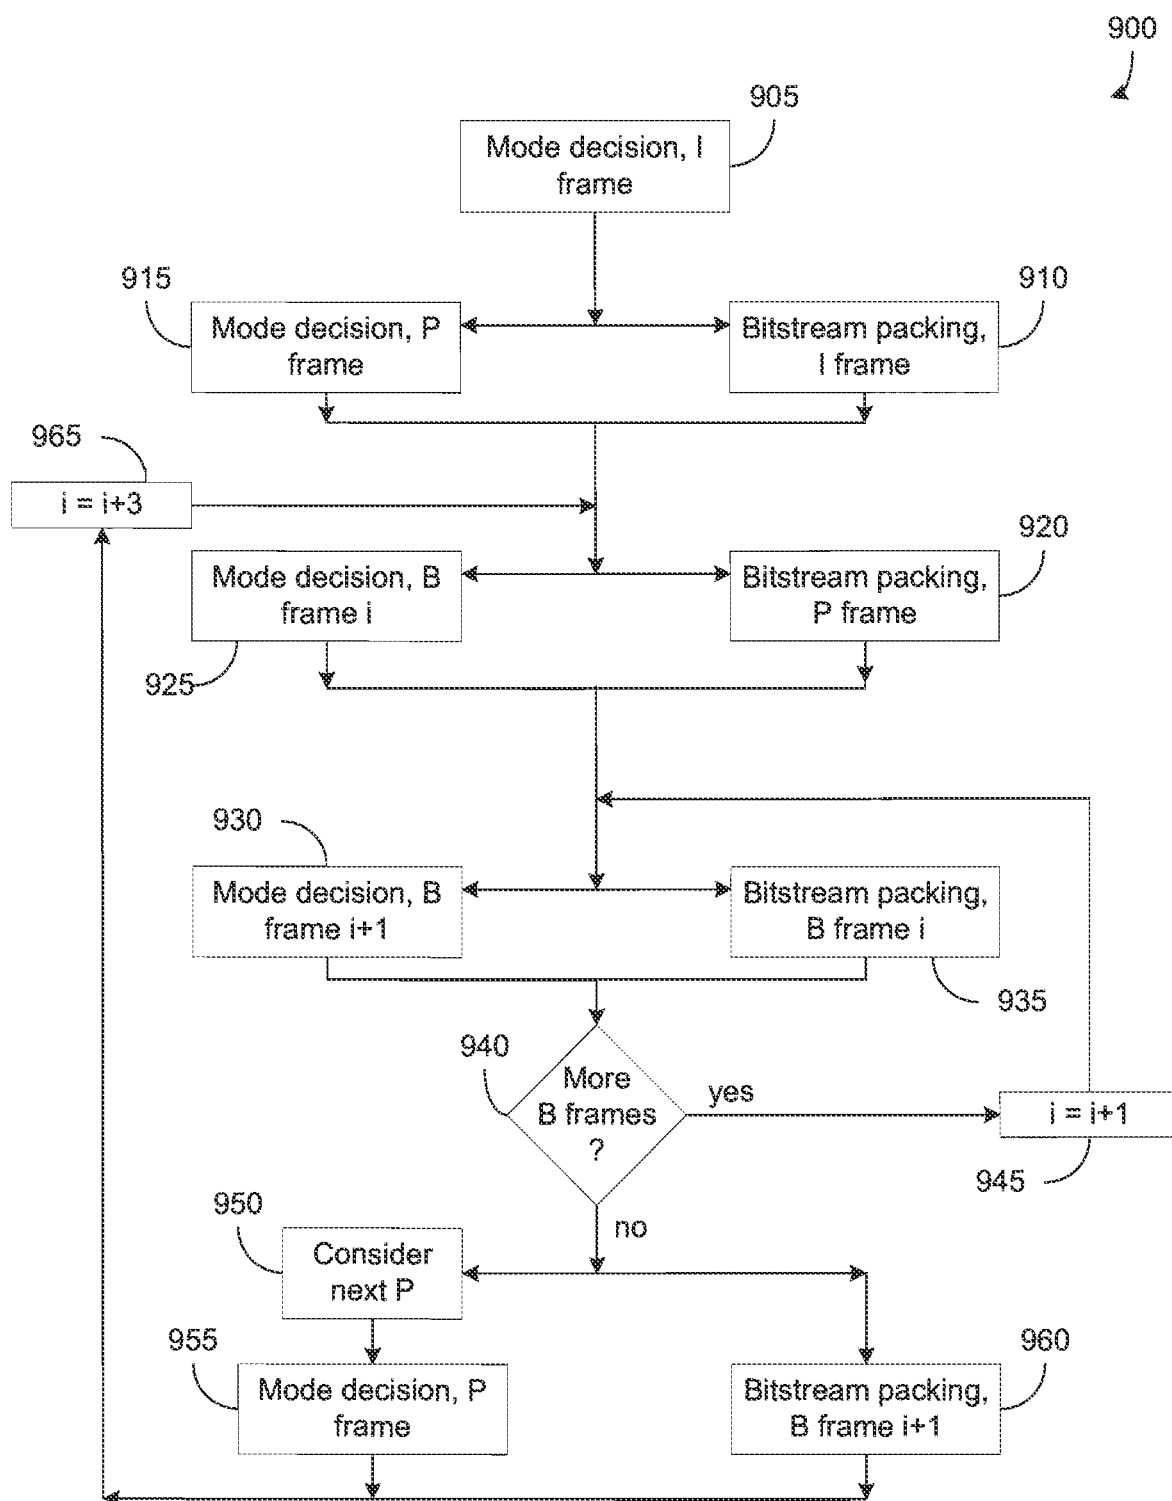 900
905
Mode decision, I
frame
915
910
Mode decision, P
frame
Bitstream packing,
I frame
965
i = i+3
920
Mode decision, B
frame i
Bitstream packing,
P frame
925
930
Mode decision, B
frame i+1
Bitstream packing,
B frame i
935
940
More
B frames
?
yes
i = i+1
945
950
no
Consider
next P
955
960
Mode decision, P
frame
Bitstream packing,
B frame i+1